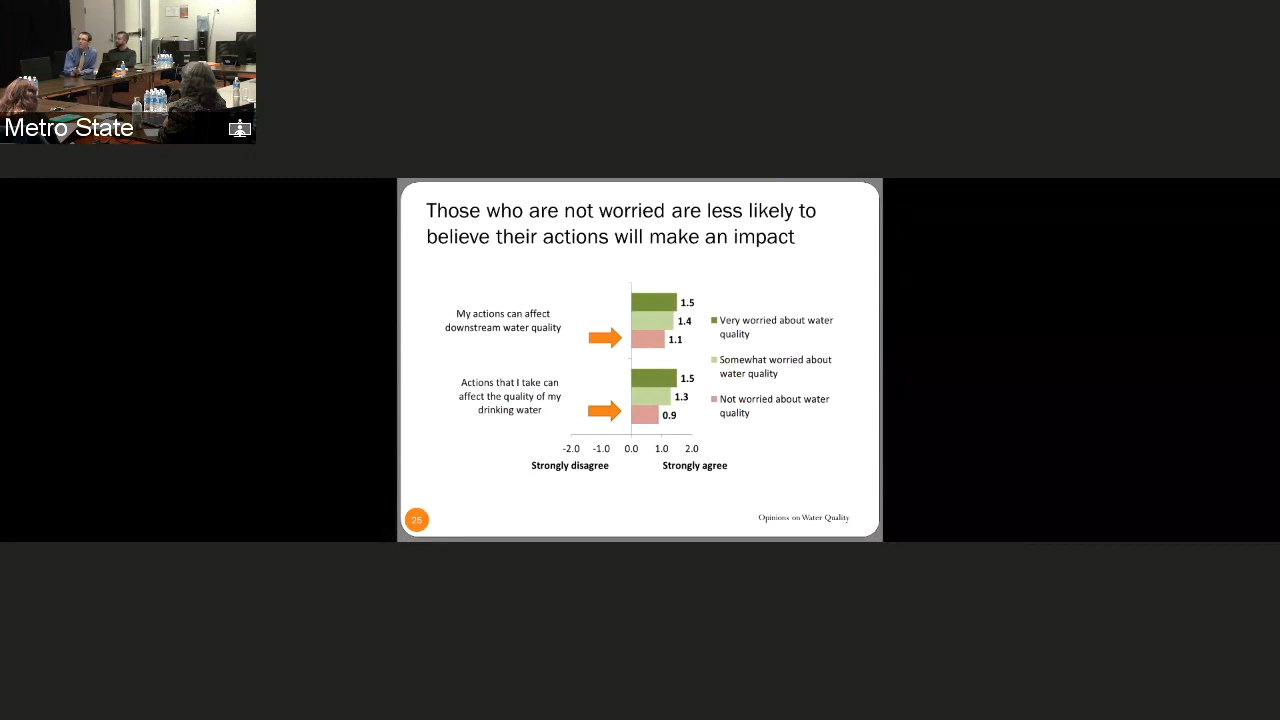 Metro State
Those who are not worried are less likely to
believe their actions will make an impact
My actions can affect
downstream water quality
1.5
1.4
1.1
Actions that I take can
affect the quality of my
drinking water
1.5
1.3
0.9
Very worried about water
quality
Somewhat worried about
water quality
Not worried about water
quality
-2.0 -1.0 0.0 1.0 2.0
Strongly disagree Strongly agree
25
Opinions on Water Quality